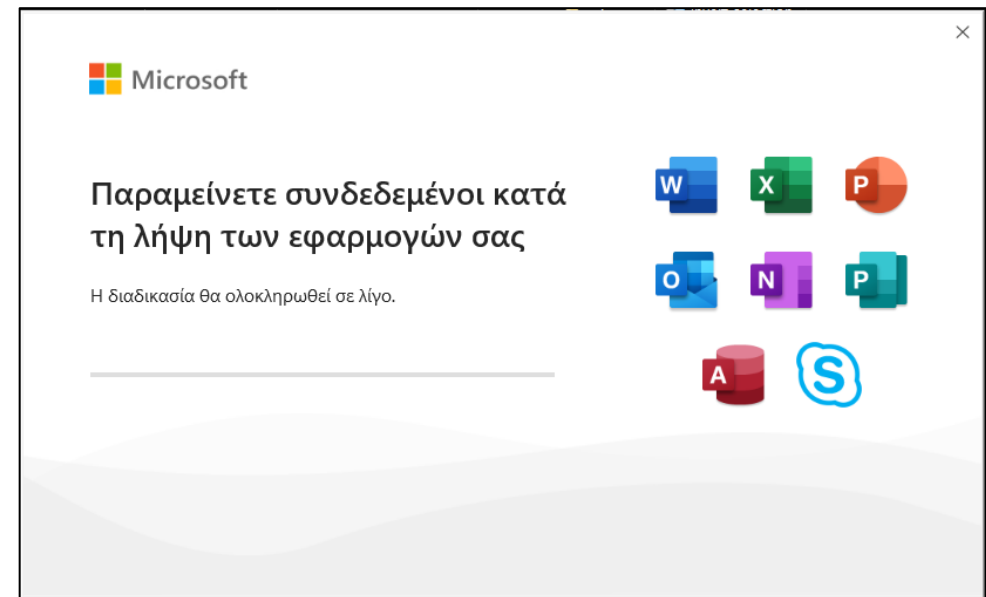 Microsoft
Παραμείνετε συνδεδεμένοι κατά
τη λήψη των εφαρμογών σας
Η διαδικασία θα ολοκληρωθεί σε λίγο.
W X P
O N P
A S